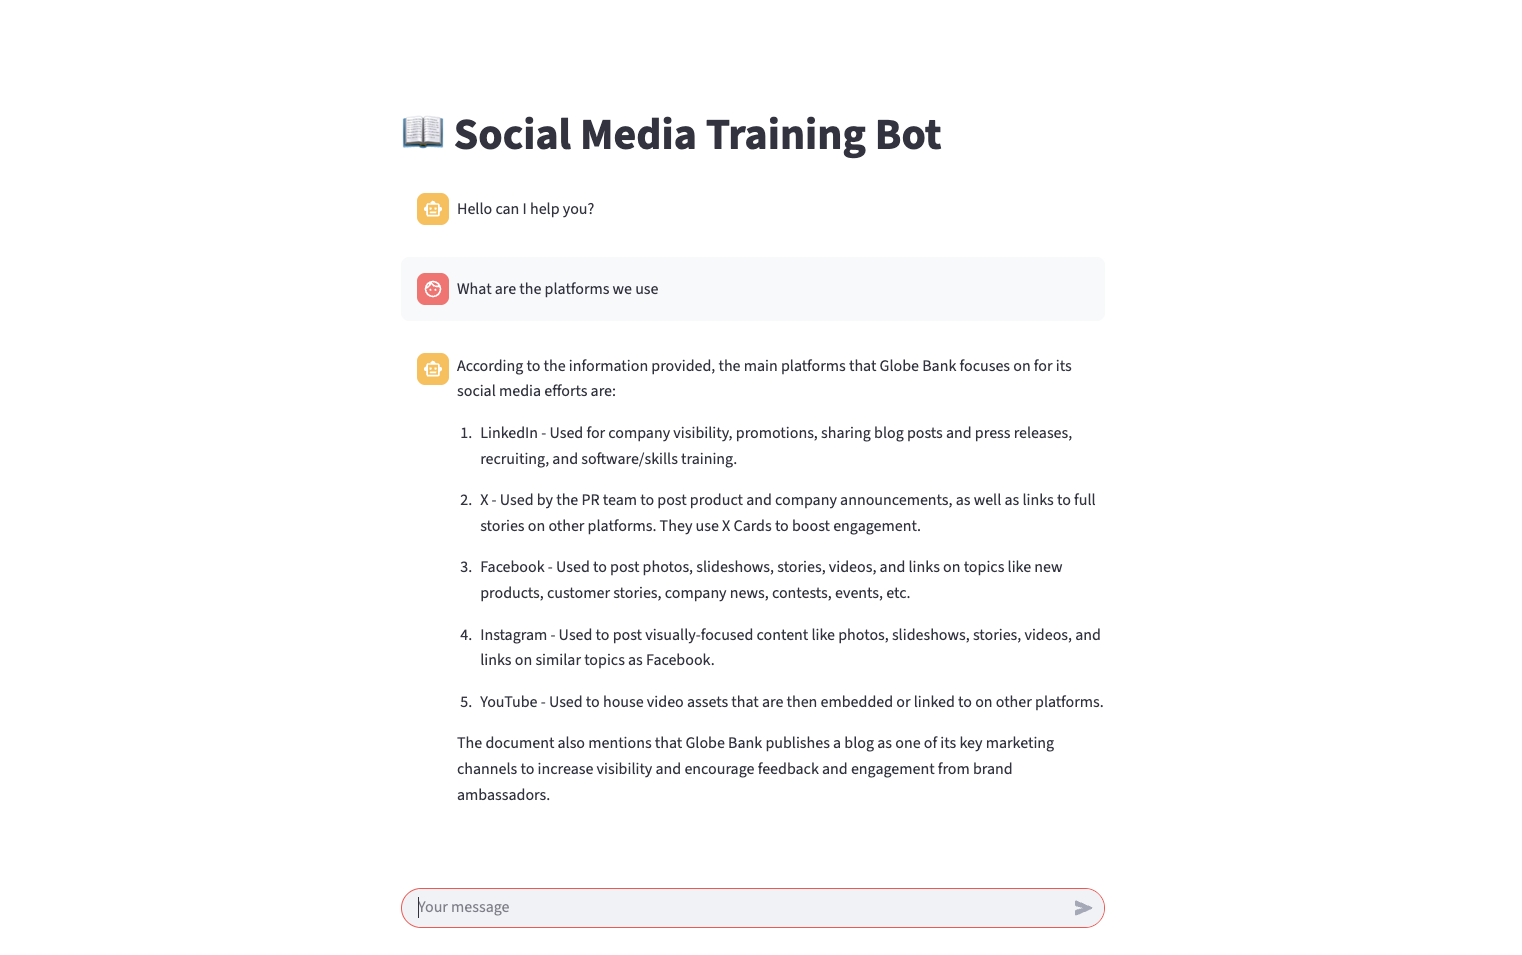 📖 Social Media Training Bot
Hello can I help you?
What are the platforms we use
According to the information provided, the main platforms that Globe Bank focuses on for its
social media efforts are:
1. LinkedIn - Used for company visibility, promotions, sharing blog posts and press releases,
recruiting, and software/skills training.
2. X - Used by the PR team to post product and company announcements, as well as links to full
stories on other platforms. They use X Cards to boost engagement.
3. Facebook - Used to post photos, slideshows, stories, videos, and links on topics like new
products, customer stories, company news, contests, events, etc.
4. Instagram - Used to post visually-focused content like photos, slideshows, stories, videos, and
links on similar topics as Facebook.
5. YouTube - Used to house video assets that are then embedded or linked to on other platforms.
The document also mentions that Globe Bank publishes a blog as one of its key marketing
channels to increase visibility and encourage feedback and engagement from brand
ambassadors.
Your message